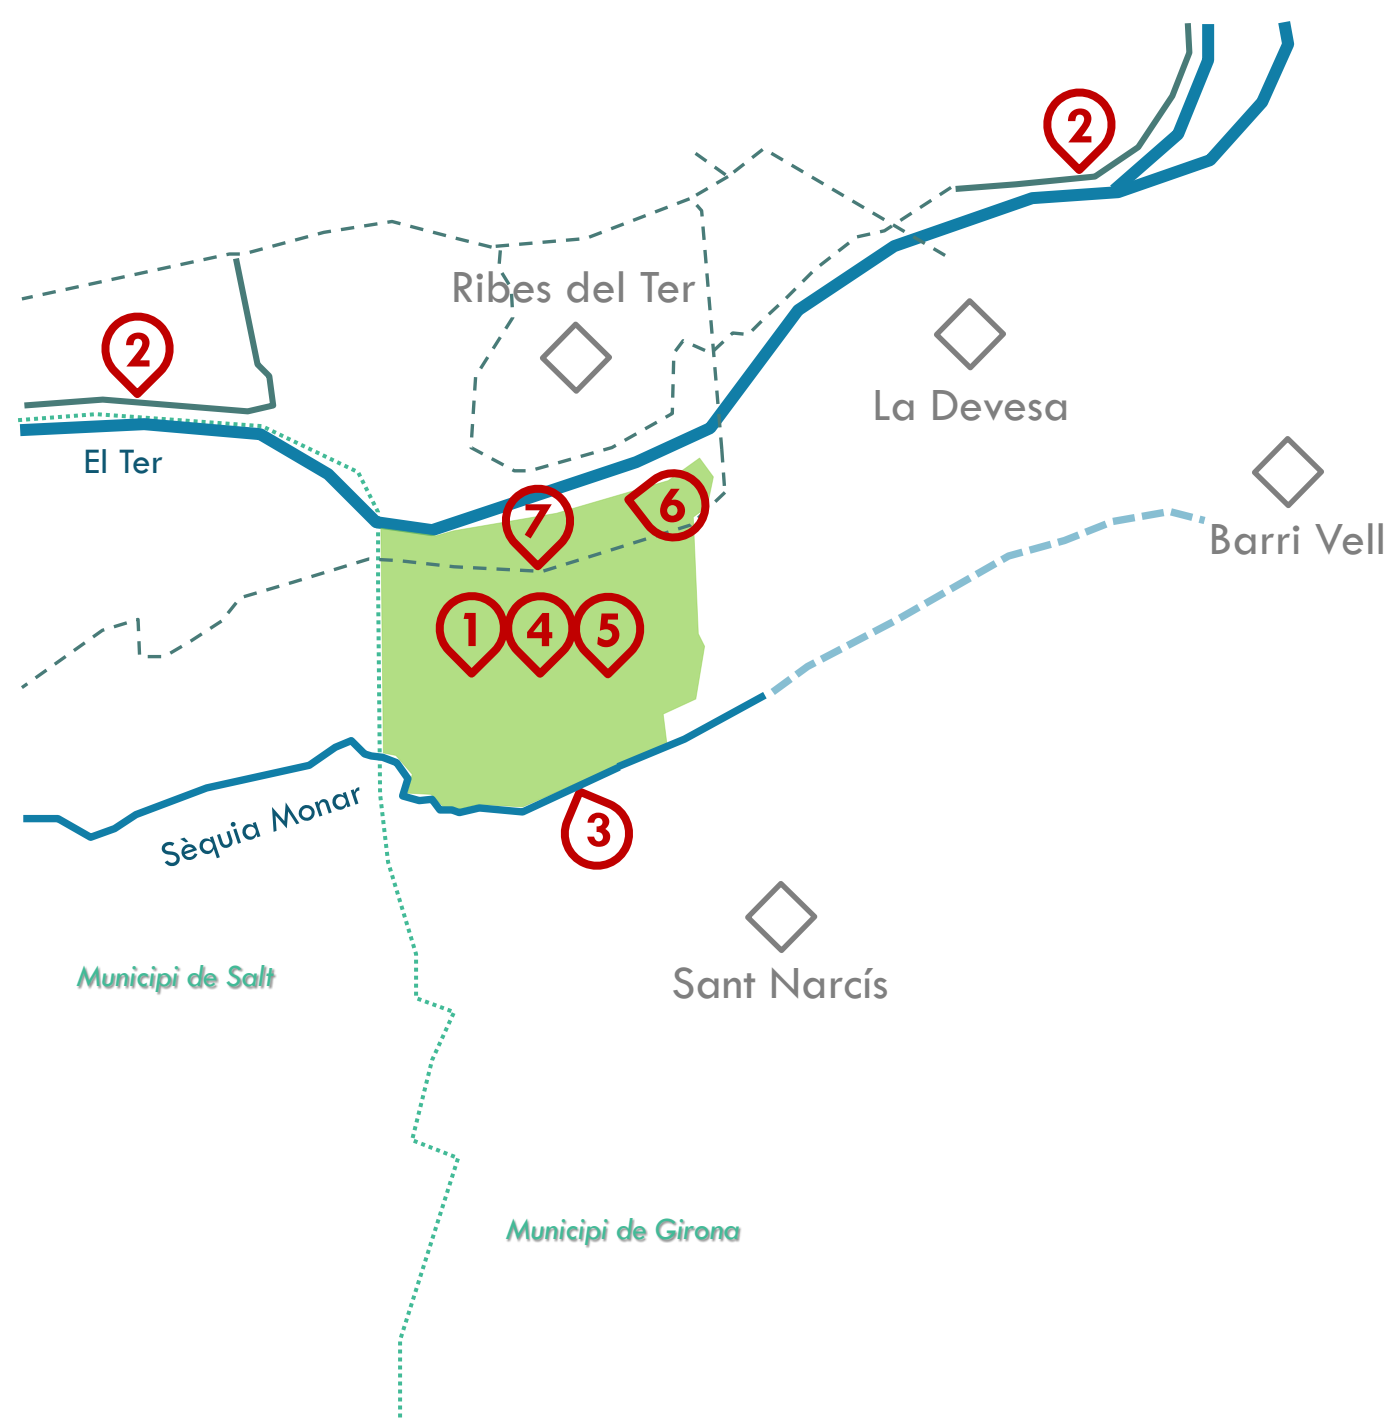 2
Ribes del Ter
2
La Devesa
El Ter
6
7
Barri Vell
1
4
5
Sèquia Monar
3
Municipi de Salt
Sant Narcís
Municipi de Girona